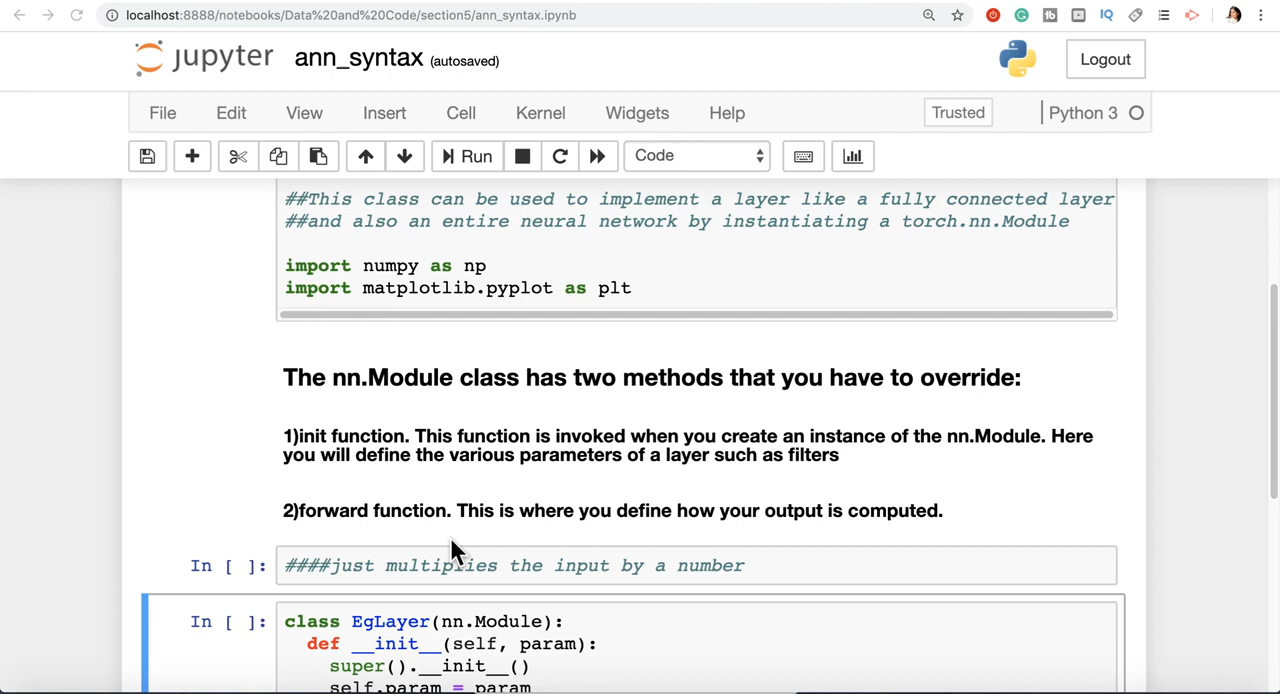 localhost:8888/notebooks/Data%20and%20Code/section5/ann_syntax.ipynb
jupyter ann_syntax (autosaved) Logout
File Edit View Insert Cell Kernel Widgets Help Trusted Python 3
Run Code
##This class can be used to implement a layer like a fully connected layer
##and also an entire neural network by instantiating a torch.nn.Module
import numpy as np
import matplotlib.pyplot as plt
The nn.Module class has two methods that you have to override:
1)init function. This function is invoked when you create an instance of the nn.Module. Here
you will define the various parameters of a layer such as filters
2)forward function. This is where you define how your output is computed.
In [ ]: ####just multiplies the input by a number
In [ ]: class EgLayer(nn.Module):
def __init__(self, param):
super().__init__()
self.param = param